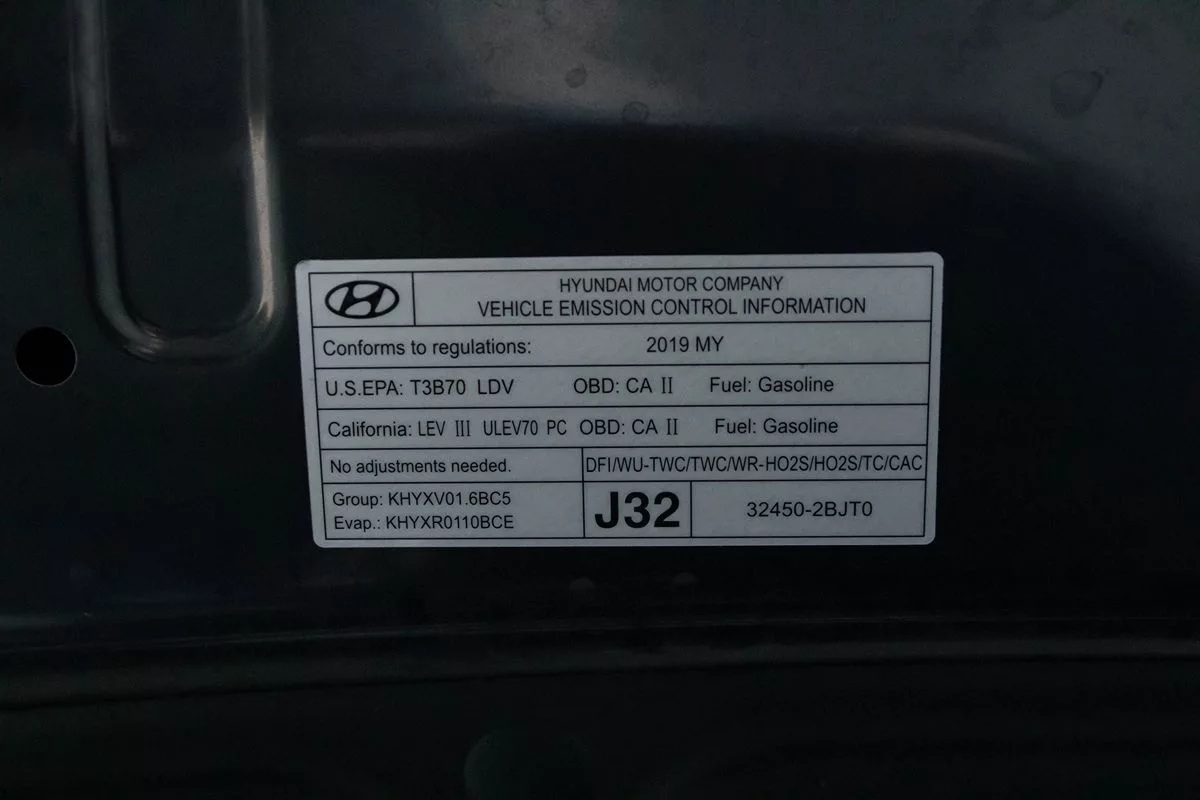 HYUNDAI MOTOR COMPANY
VEHICLE EMISSION CONTROL INFORMATION
Conforms to regulations: 2019 MY
U.S.EPA: T3B70 LDV OBD: CA II Fuel: Gasoline
California: LEV III ULEV70 PC OBD: CA II Fuel: Gasoline
No adjustments needed. DFI/WU-TWC/TWC/WR-HO2S/HO2S/TC/CAC
Group: KHYXV01.6BC5
Evap.: KHYXR0110BCE
J32
32450-2BJT0